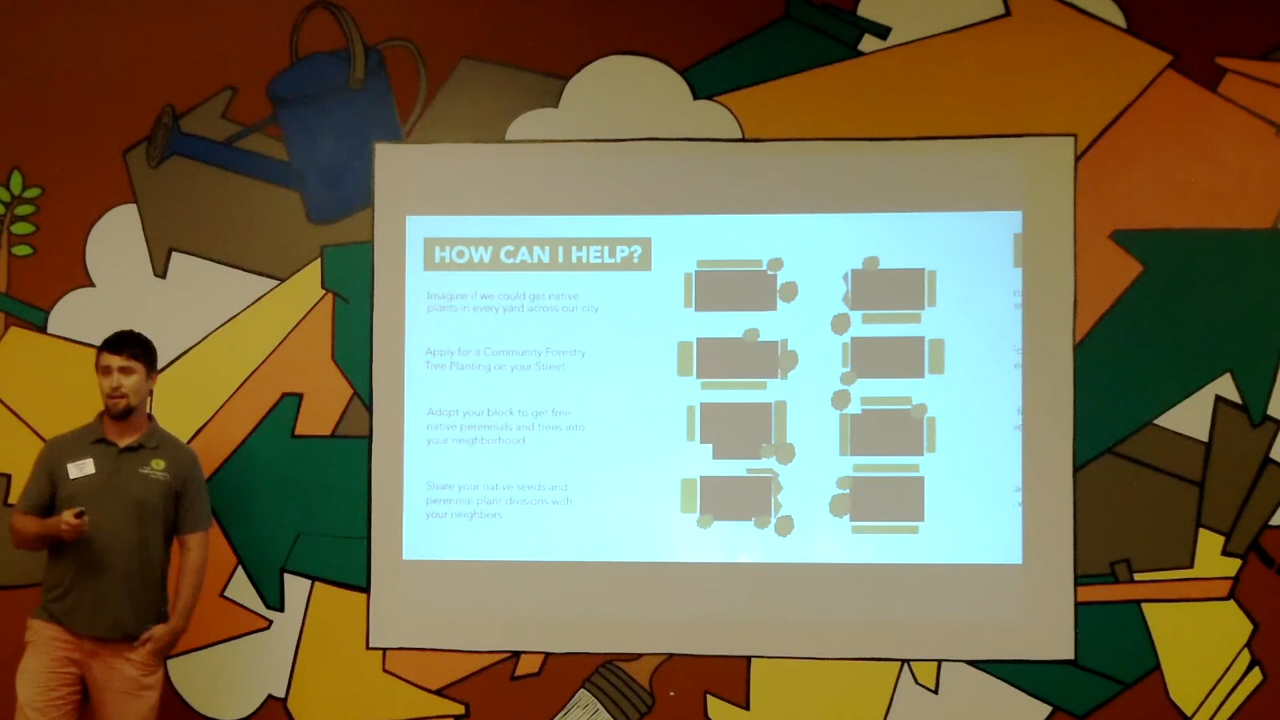 HOW CAN I HELP?
Imagine if we could get native
plants in every yard across our city
Apply for a Community Forestry
Tree Planting on your Street
Adopt your block to get free
native perennials and trees into
your neighborhood
Share your native seeds and
perennial plant divisions with
your neighbors